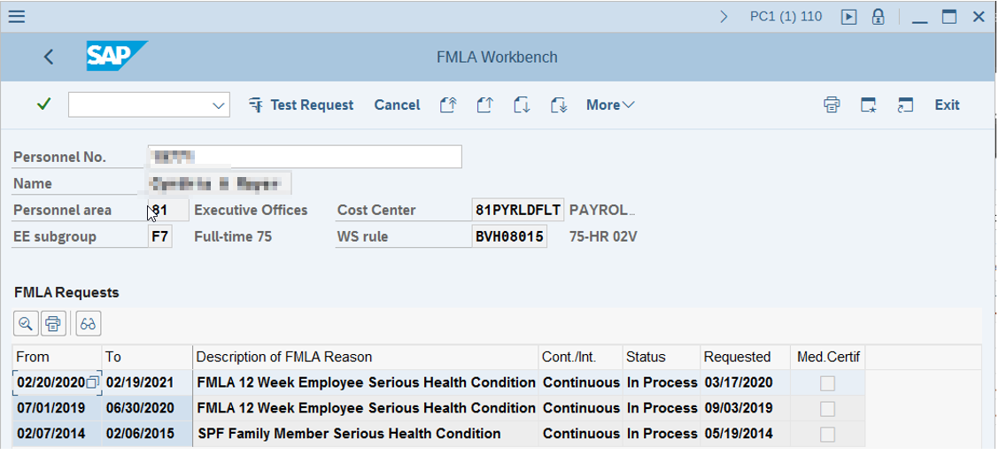 PC1 (1) 110
SAP FMLA Workbench
Test Request Cancel More Exit
Personnel No.
Name
Personnel area 81 Executive Offices Cost Center 81PYRLDFLT PAYROL...
EE subgroup F7 Full-time 75 WS rule BVH08015 75-HR 02V
FMLA Requests
From To Description of FMLA Reason Cont./Int. Status Requested Med.Certif
02/20/2020 02/19/2021 FMLA 12 Week Employee Serious Health Condition Continuous In Process 03/17/2020
07/01/2019 06/30/2020 FMLA 12 Week Employee Serious Health Condition Continuous In Process 09/03/2019
02/07/2014 02/06/2015 SPF Family Member Serious Health Condition Continuous In Process 05/19/2014